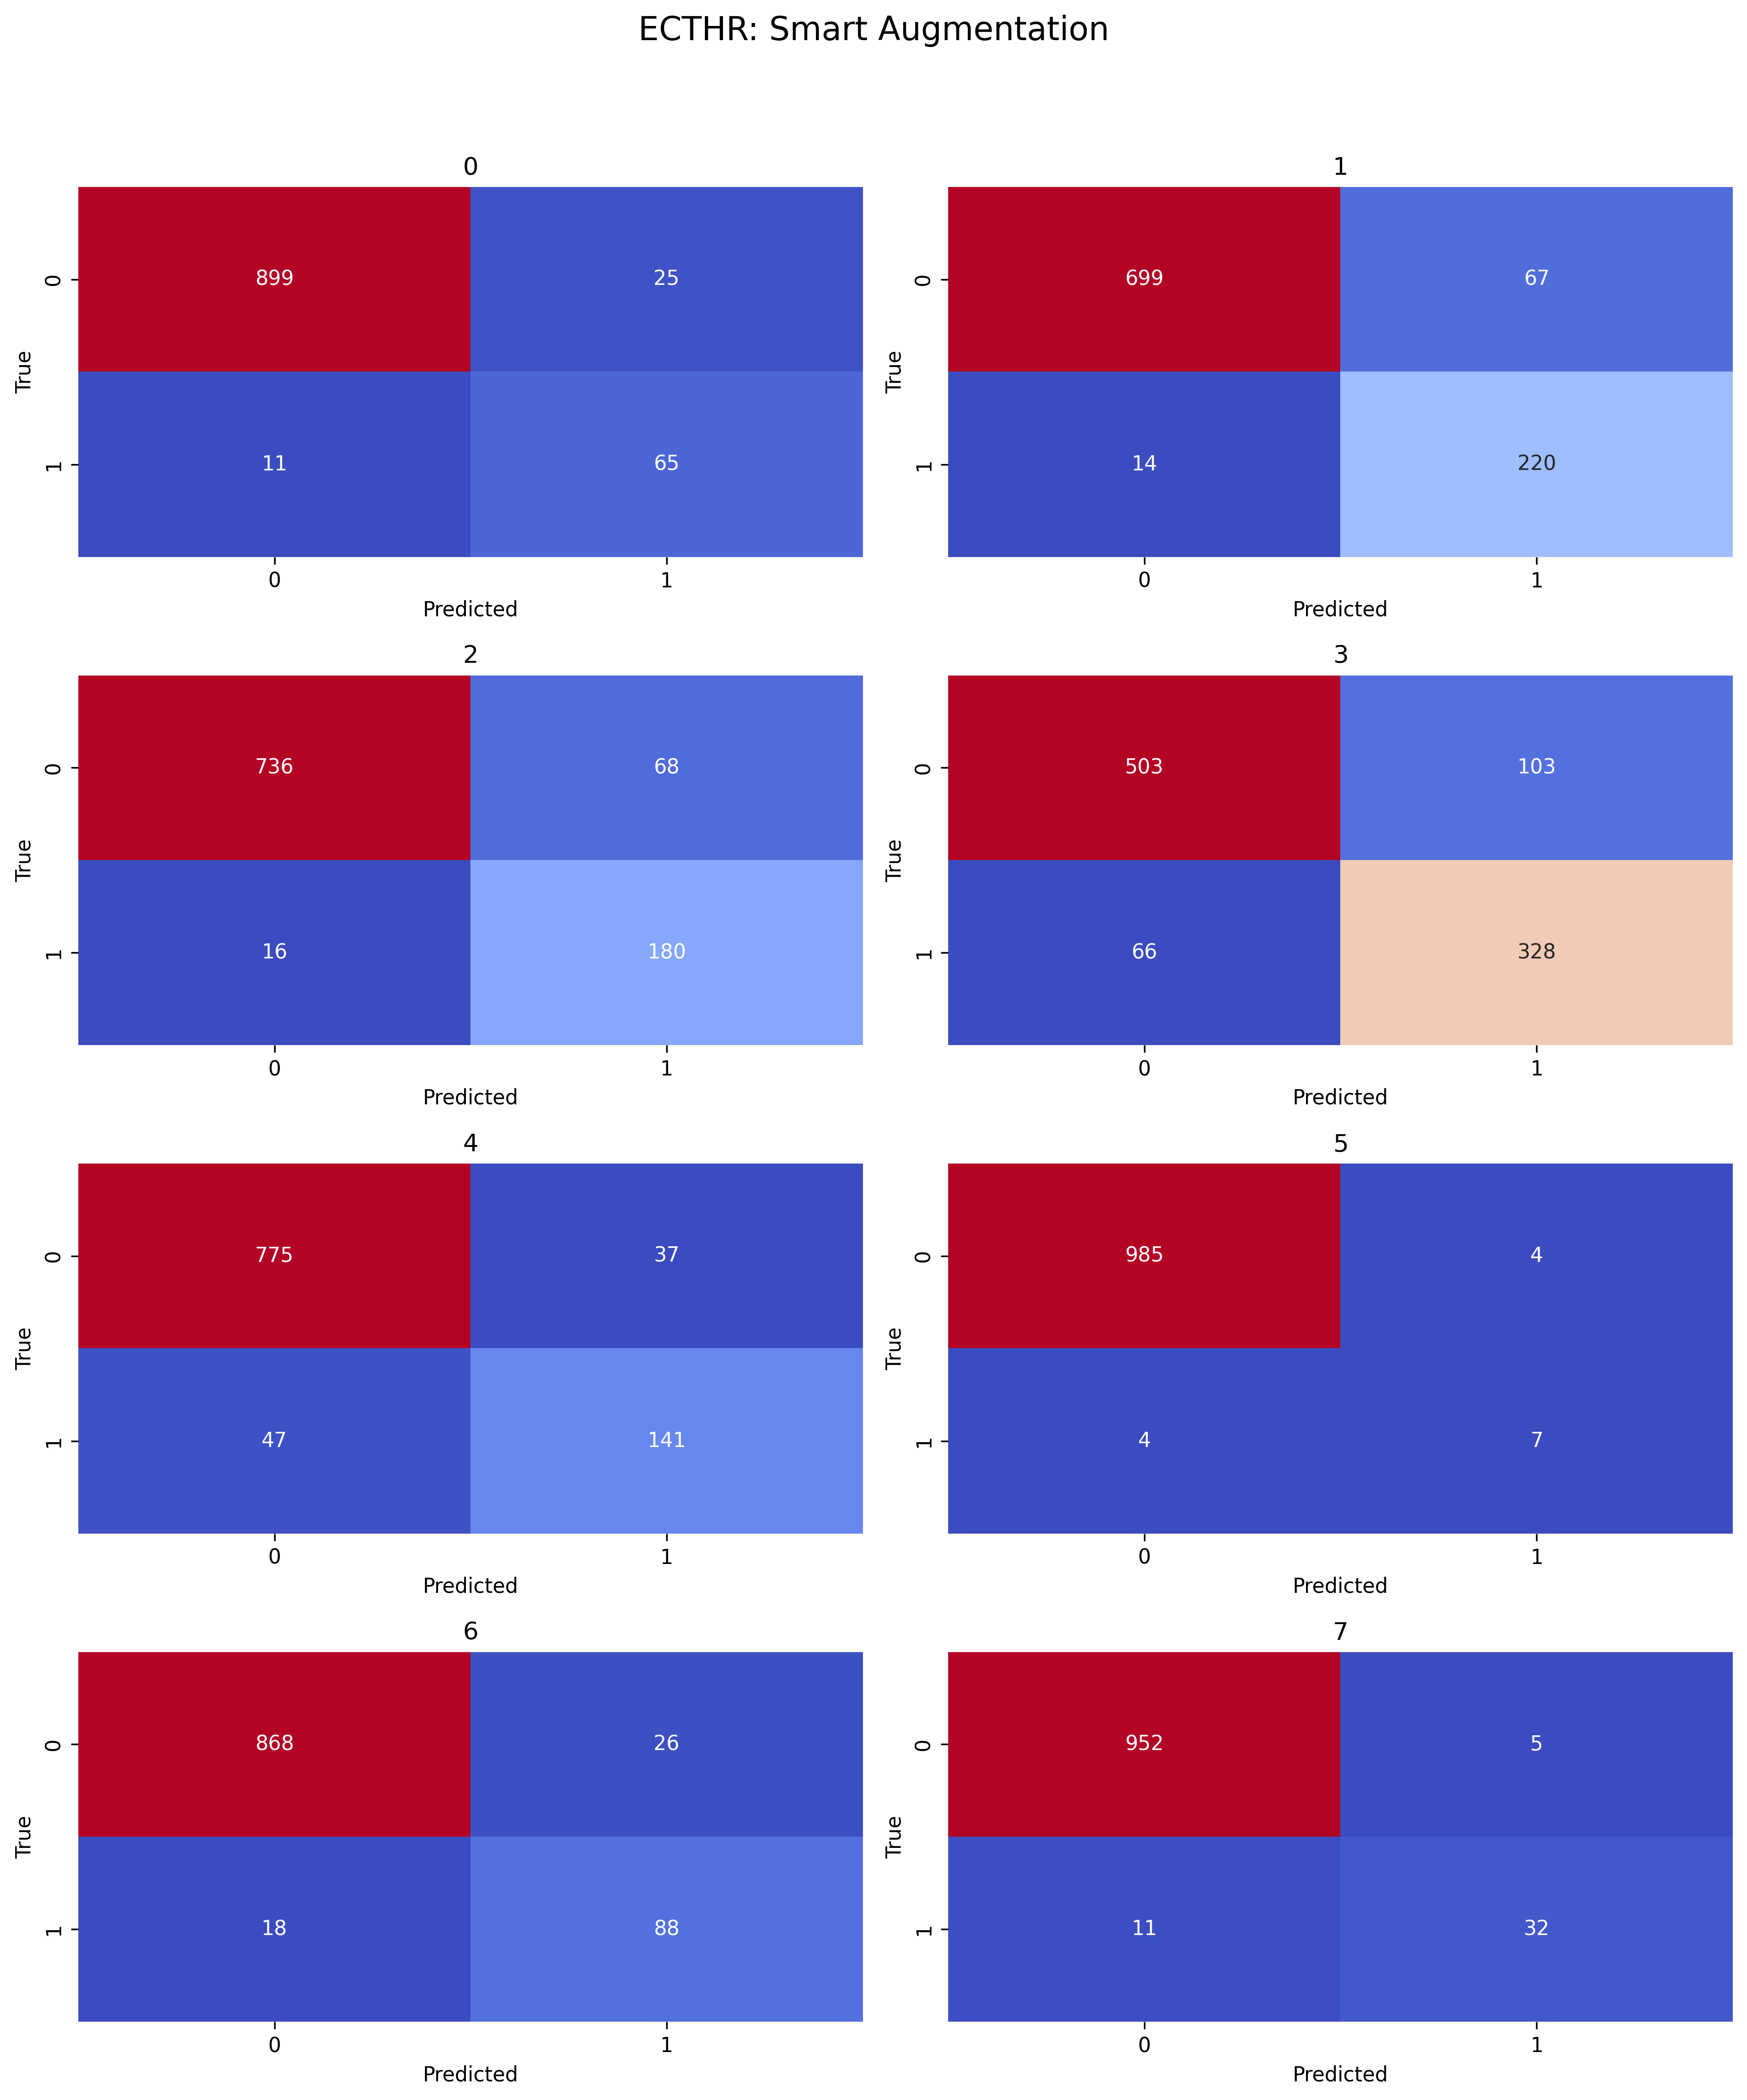 ECTHR: Smart Augmentation
0
899 25
11 65
True
0
1
0 1
Predicted
1
699 67
14 220
True
0
1
0 1
Predicted
2
736 68
16 180
True
0
1
0 1
Predicted
3
503 103
66 328
True
0
1
0 1
Predicted
4
775 37
47 141
True
0
1
0 1
Predicted
5
985 4
4 7
True
0
1
0 1
Predicted
6
868 26
18 88
True
0
1
0 1
Predicted
7
952 5
11 32
True
0
1
0 1
Predicted